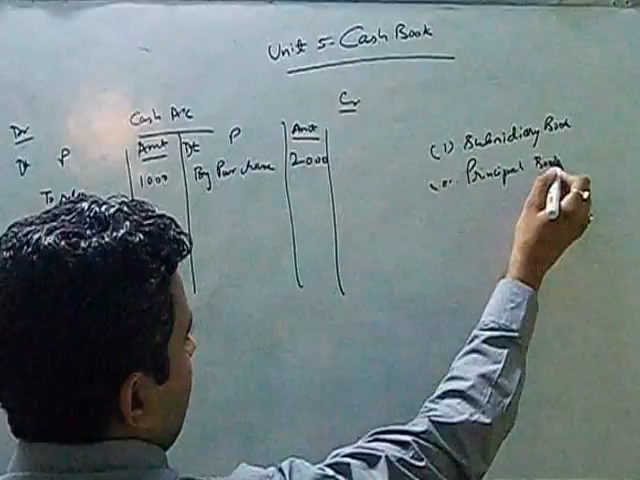 Unit 5- Cash Book
Cash A/c
Dr
Cr
Dt P Amt Dt P Amt
To 1000 By Purchase 2000
(1) Subsidiary Book
Principal Book